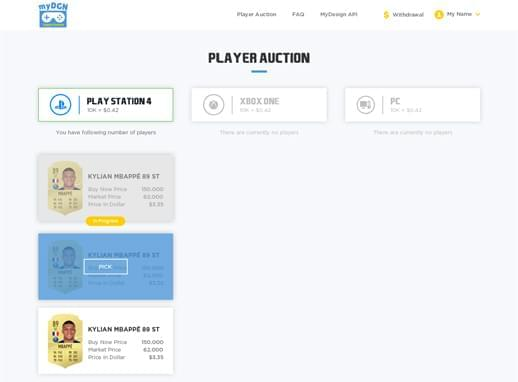 myDGN
Player Auction
FAQ
MyDesign API
Withdrawal
My Name
PLAYER AUCTION
PLAY STATION 4
10K = $0.42
XBOX ONE
10K = $0.42
PC
10K = $0.42
You have following number of players
There are currently no players
There are currently no players
89
MBAPPÉ
KYLIAN MBAPPÉ 89 ST
Buy Now Price 150.000
Market Price 62.000
Price In Dollar $3.35
In Progress
KYLIAN MBAPPÉ 89 ST
PICK
Buy Now Price 150.000
Market Price 62.000
Price In Dollar $3.35
89
MBAPPÉ
KYLIAN MBAPPÉ 89 ST
Buy Now Price 150.000
Market Price 62.000
Price In Dollar $3.35